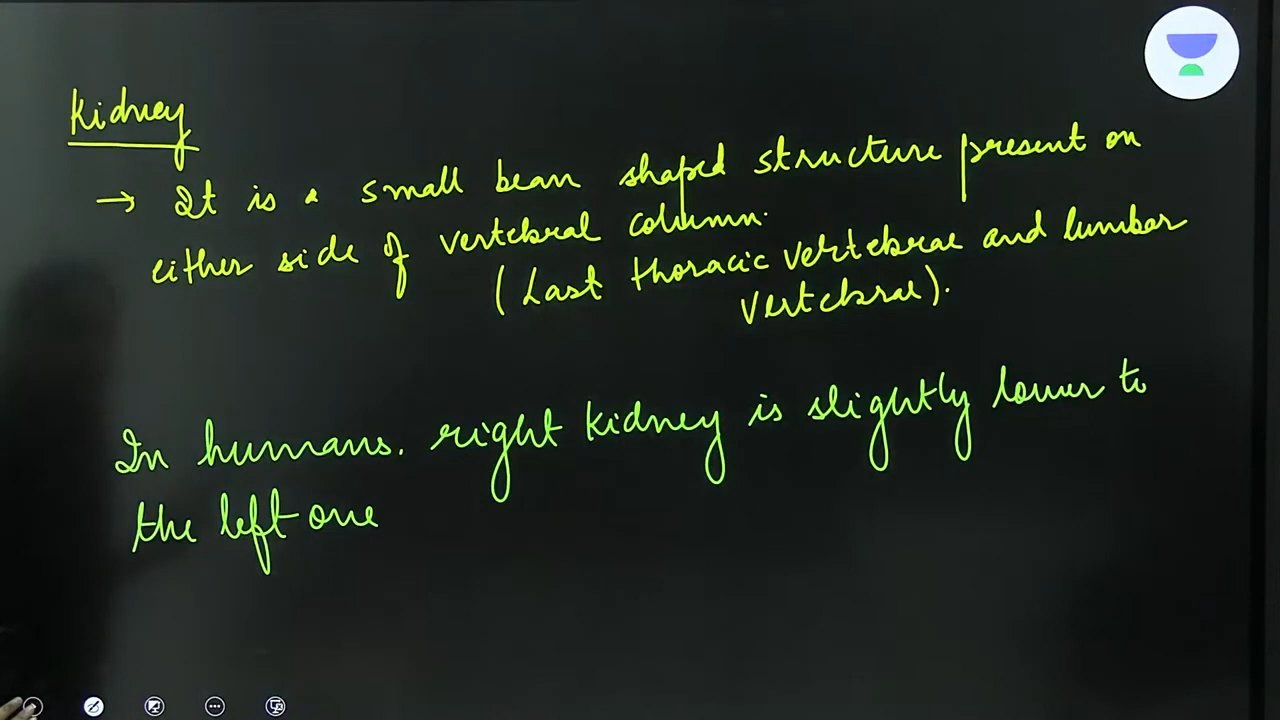 Kidney
→ It is a small bean shaped structure present on
either side of vertebral column.
(Last thoracic vertebrae and lumbar
vertebrae).
In humans. right kidney is slightly lower to
the left one